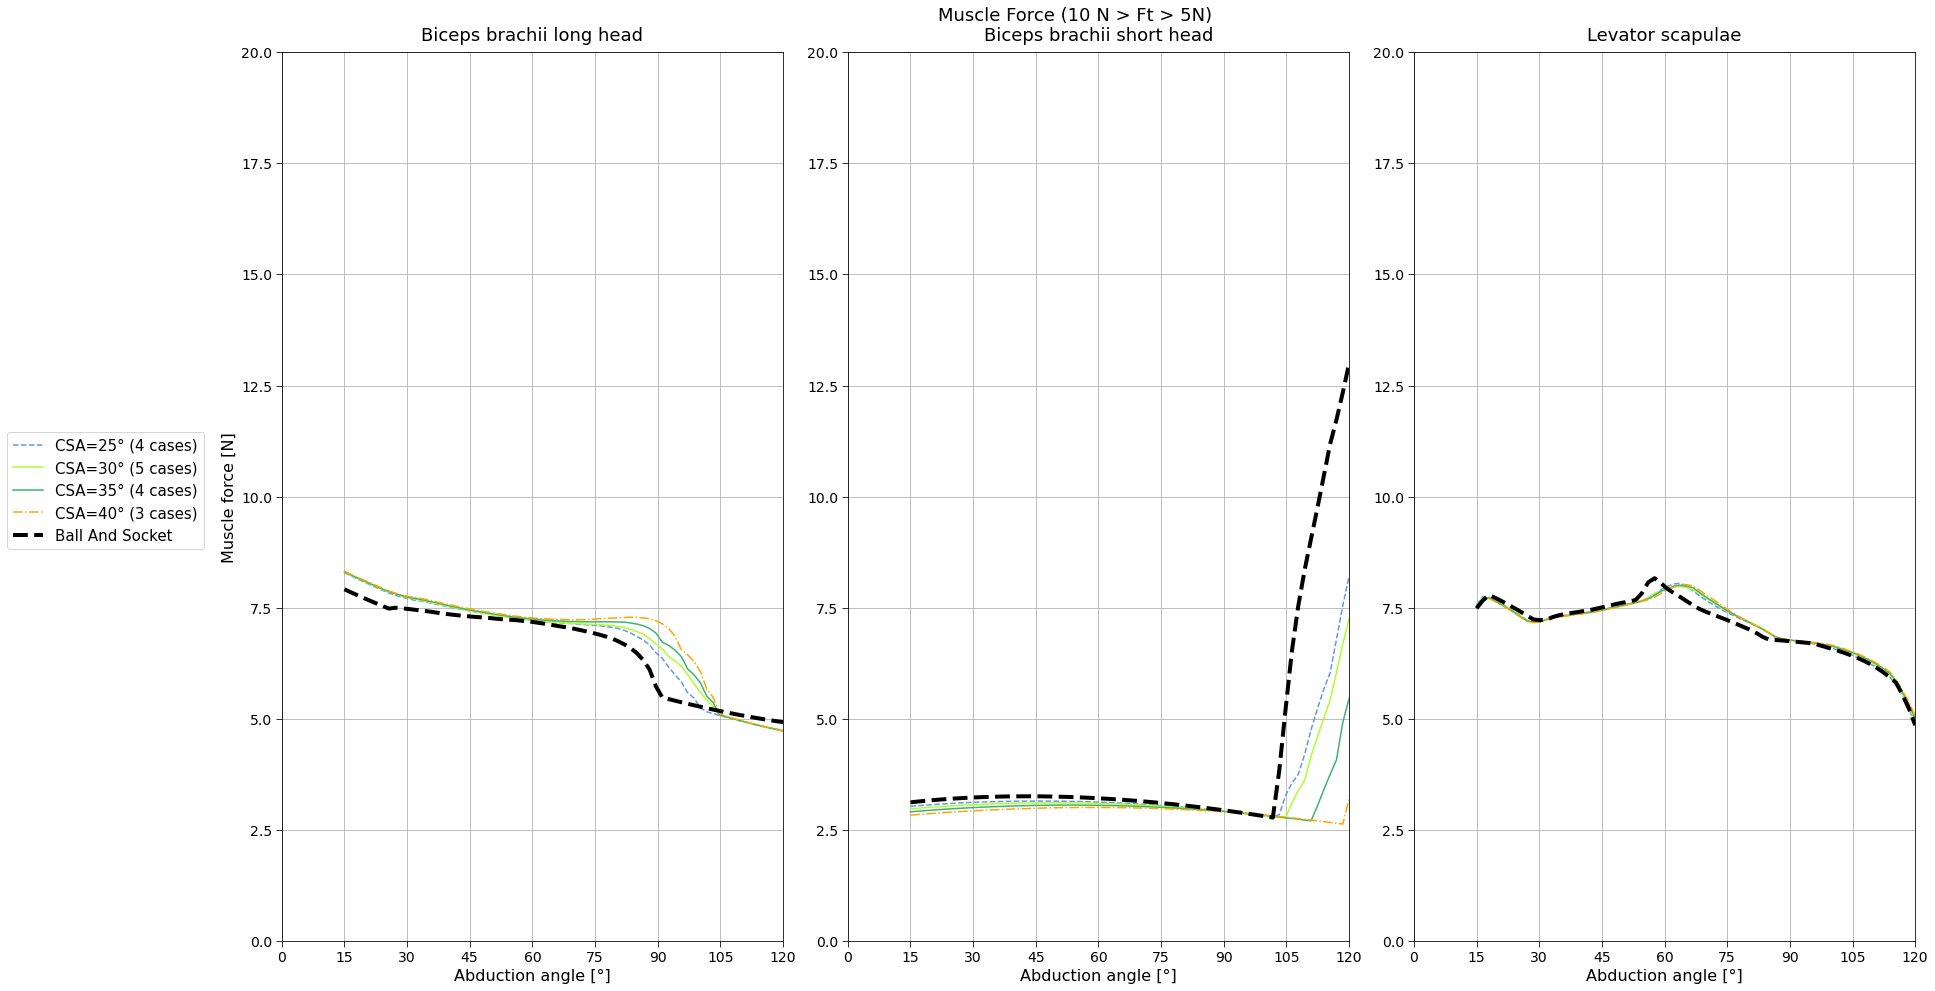 Muscle Force (10 N > Ft > 5N)
Biceps brachii long head
Biceps brachii short head
Levator scapulae
CSA=25° (4 cases)
CSA=30° (5 cases)
CSA=35° (4 cases)
CSA=40° (3 cases)
Ball And Socket
Muscle force [N]
20.0
17.5
15.0
12.5
10.0
7.5
5.0
2.5
0.0
0 15 30 45 60 75 90 105 120
Abduction angle [°]
20.0
17.5
15.0
12.5
10.0
7.5
5.0
2.5
0.0
0 15 30 45 60 75 90 105 120
Abduction angle [°]
20.0
17.5
15.0
12.5
10.0
7.5
5.0
2.5
0.0
0 15 30 45 60 75 90 105 120
Abduction angle [°]